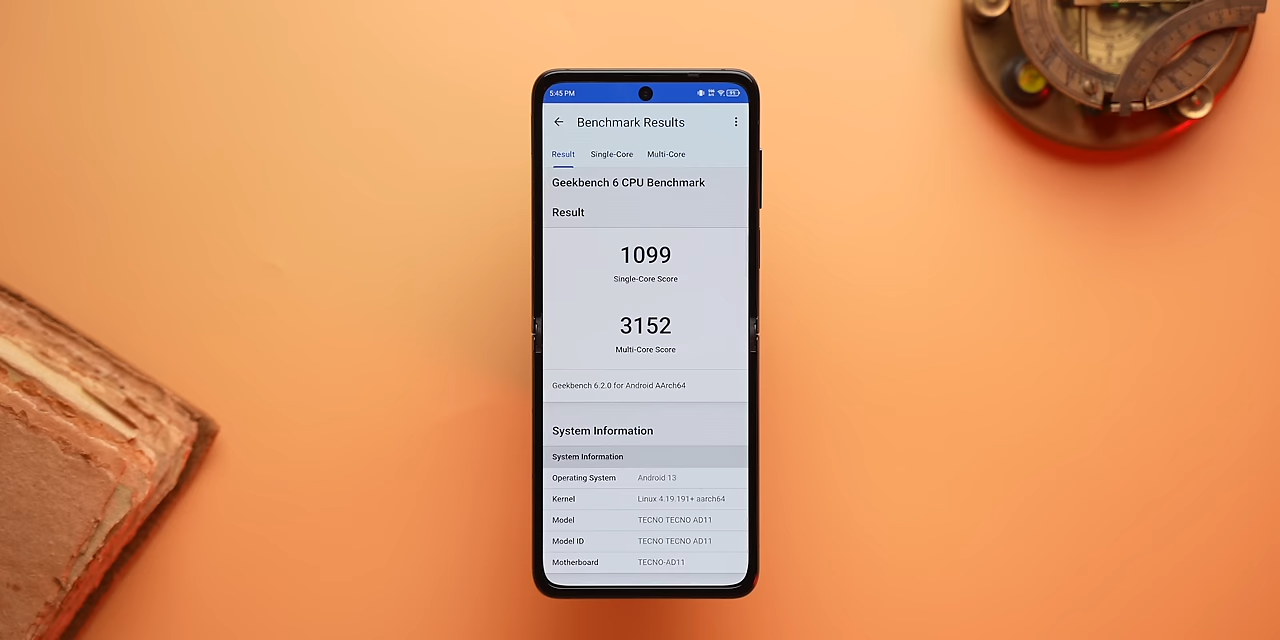 5:45 PM
Benchmark Results
Result Single-Core Multi-Core
Geekbench 6 CPU Benchmark
Result
1099
Single-Core Score
3152
Multi-Core Score
Geekbench 6.2.0 for Android AArch64
System Information
System Information
Operating System Android 13
Kernel Linux 4.19.191+ aarch64
Model TECNO TECNO AD11
Model ID TECNO TECNO AD11
Motherboard TECNO-AD11